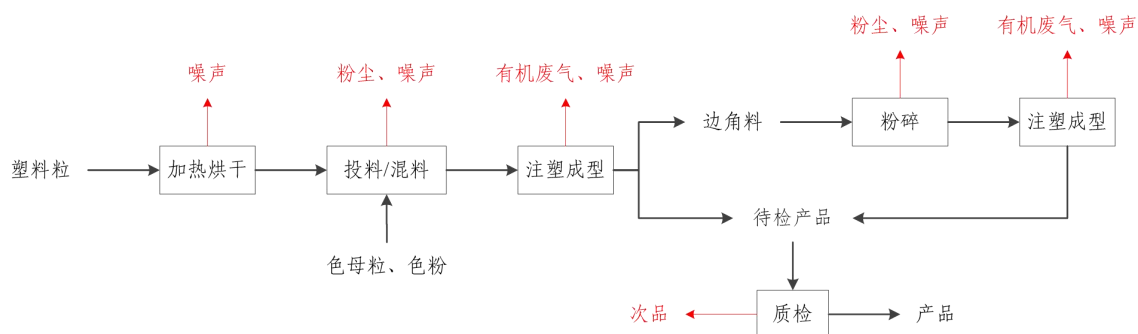 粉尘、噪声
有机废气、噪声
噪声
粉尘、噪声
有机废气、噪声
塑料粒
加热烘干
投料/混料
注塑成型
边角料
粉碎
注塑成型
待检产品
色母粒、色粉
次品
质检
产品